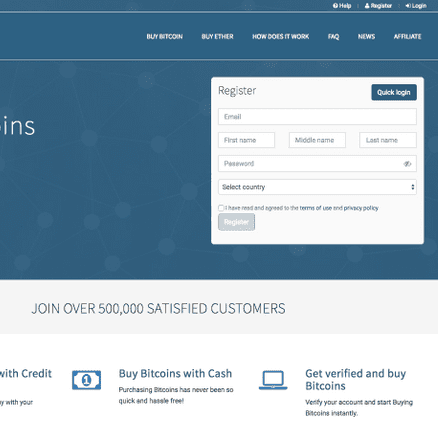 Help | Register | Login
BUY BITCOIN BUY ETHER HOW DOES IT WORK FAQ NEWS AFFILIATE
oins
Register
Quick login
Email
First name Middle name Last name
Password
Select country
I have read and agreed to the terms of use and privacy policy
Register
JOIN OVER 500,000 SATISFIED CUSTOMERS
with Credit
y with your
Buy Bitcoins with Cash
Purchasing Bitcoins has never been so
quick and hassle free!
Get verified and buy
Bitcoins
Verify your account and start Buying
Bitcoins instantly.